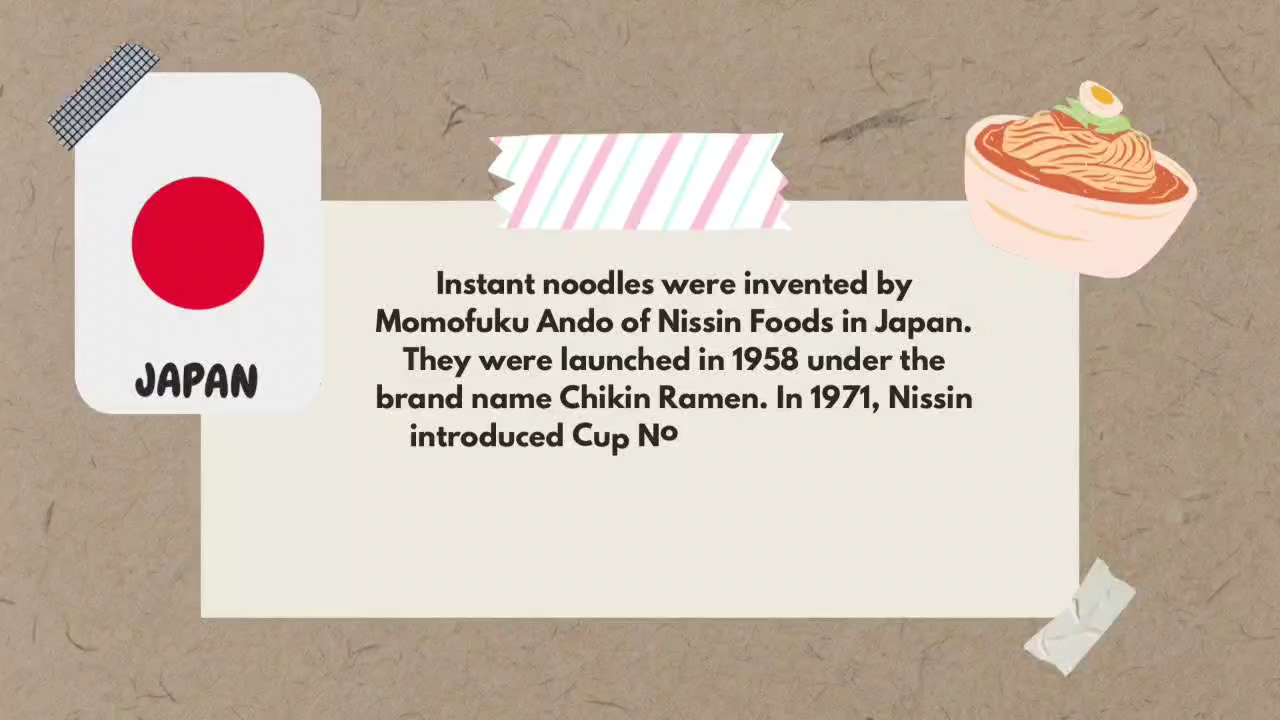 JAPAN
Instant noodles were invented by
Momofuku Ando of Nissin Foods in Japan.
They were launched in 1958 under the
brand name Chikin Ramen. In 1971, Nissin
introduced Cup No